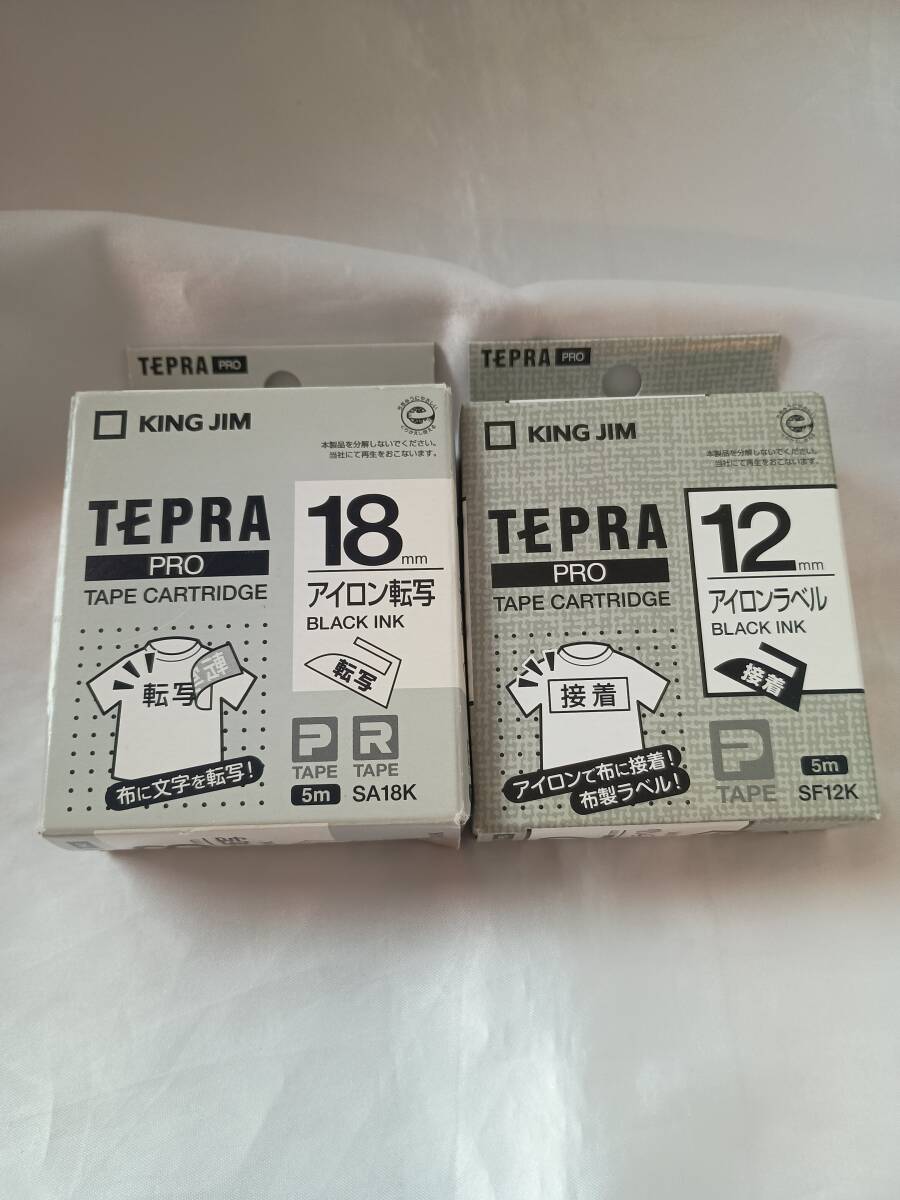 TEPRA PRO
KING JIM
本製品を分解しないでください。
当社にて再生をおこないます。
TEPRA
PRO
TAPE CARTRIDGE
18mm
アイロン転写
BLACK INK
転写
転写
布に文字を転写!
P
TAPE
R
TAPE
5m
SA18K
TEPRA PRO
KING JIM
本製品を分解しないでください。
当社にて再生をおこないます。
TEPRA
PRO
TAPE CARTRIDGE
12mm
アイロンラベル
BLACK INK
接着
接着
アイロンで布に接着!
布製ラベル!
P
TAPE
5m
SF12K